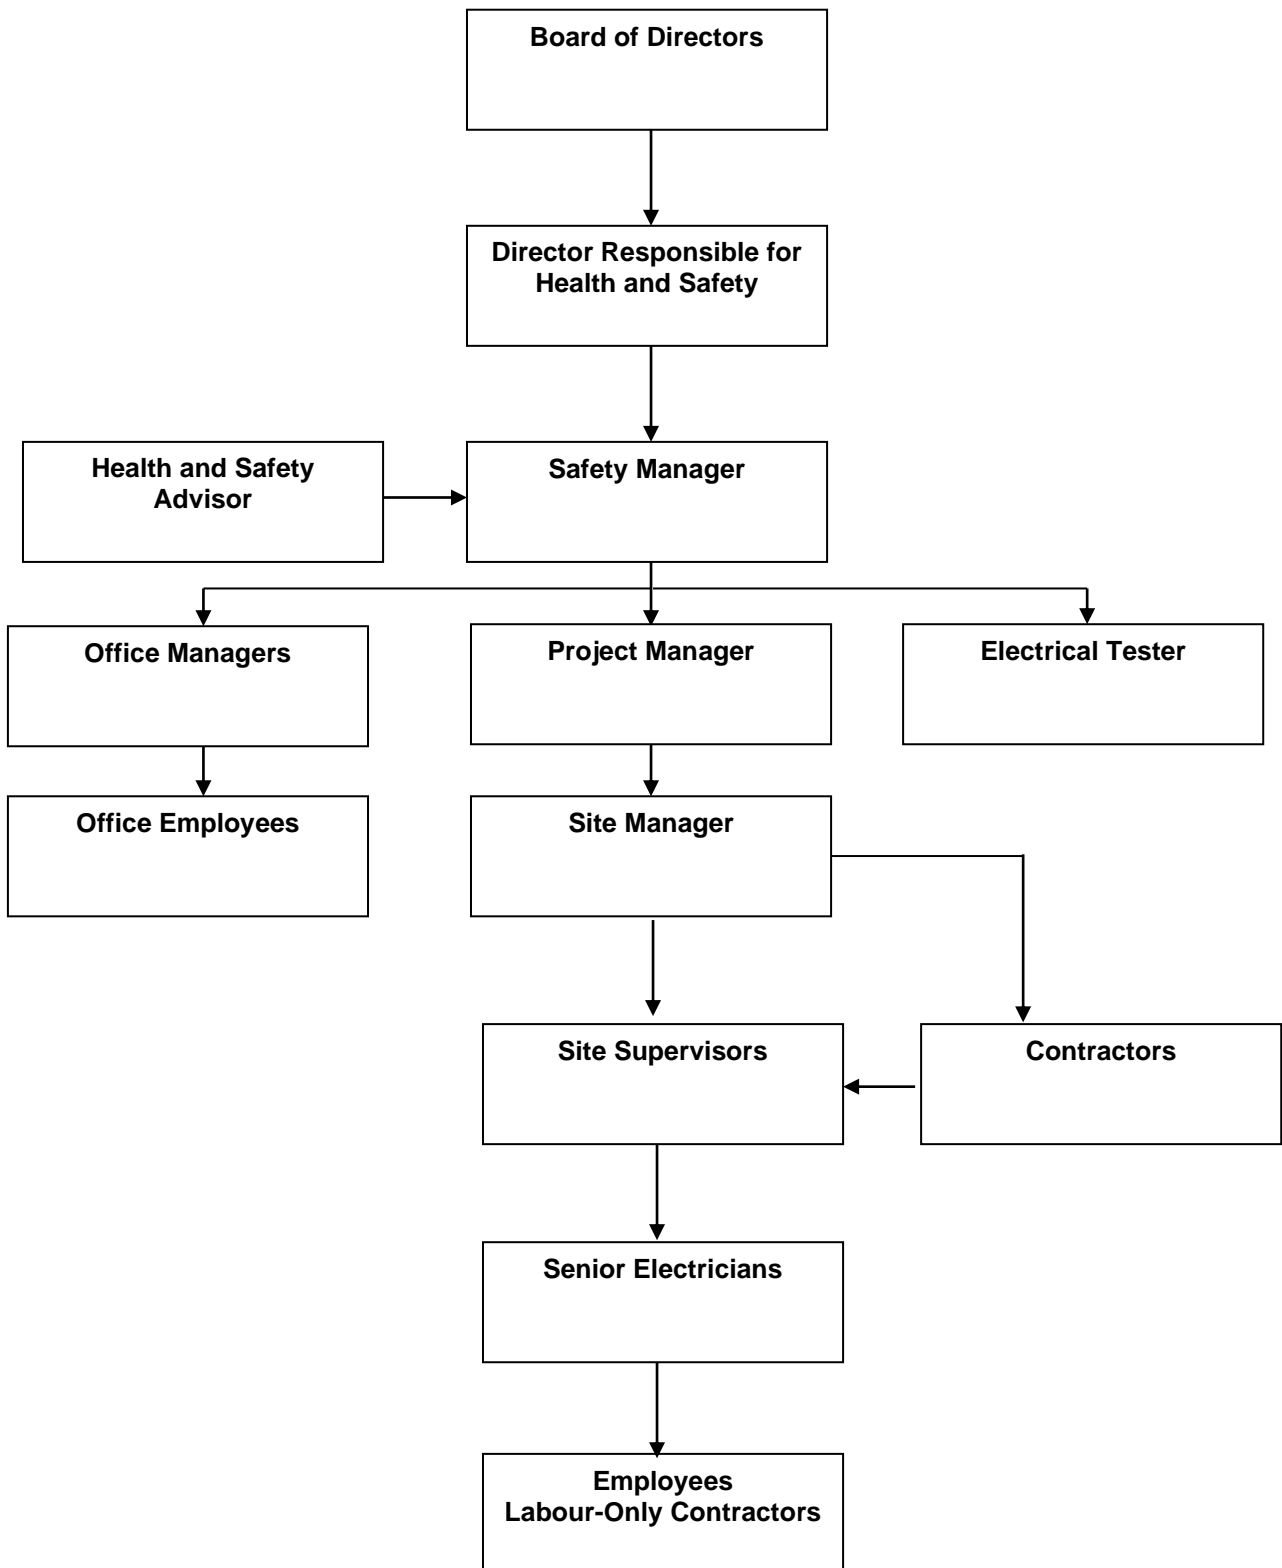 Board of Directors
Director Responsible for
Health and Safety
Health and Safety
Advisor
Safety Manager
Office Managers
Project Manager
Electrical Tester
Office Employees
Site Manager
Site Supervisors
Contractors
Senior Electricians
Employees
Labour-Only Contractors